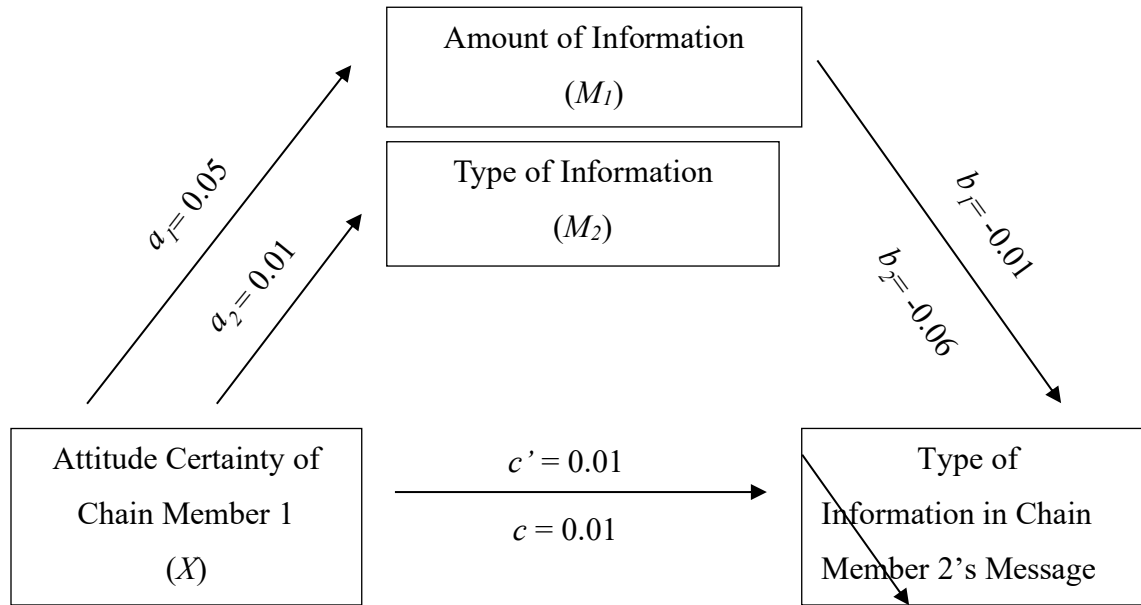 Amount of Information
(M1)
Type of Information
(M2)
a1= 0.05
a2= 0.01
b1= -0.01
b2= -0.06
Attitude Certainty of
Chain Member 1
(X)
c’ = 0.01
c = 0.01
Type of
Information in Chain
Member 2’s Message